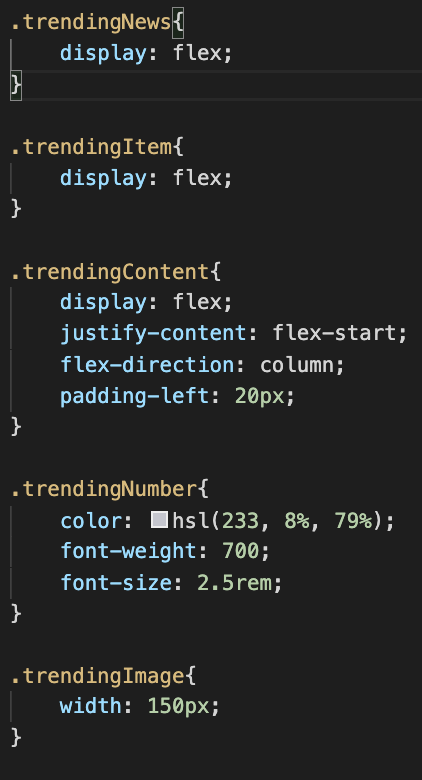 .trendingNews{
    display: flex;
}

.trendingItem{
    display: flex;
}

.trendingContent{
    display: flex;
    justify-content: flex-start;
    flex-direction: column;
    padding-left: 20px;
}

.trendingNumber{
    color: hsl(233, 8%, 79%);
    font-weight: 700;
    font-size: 2.5rem;
}

.trendingImage{
    width: 150px;
}